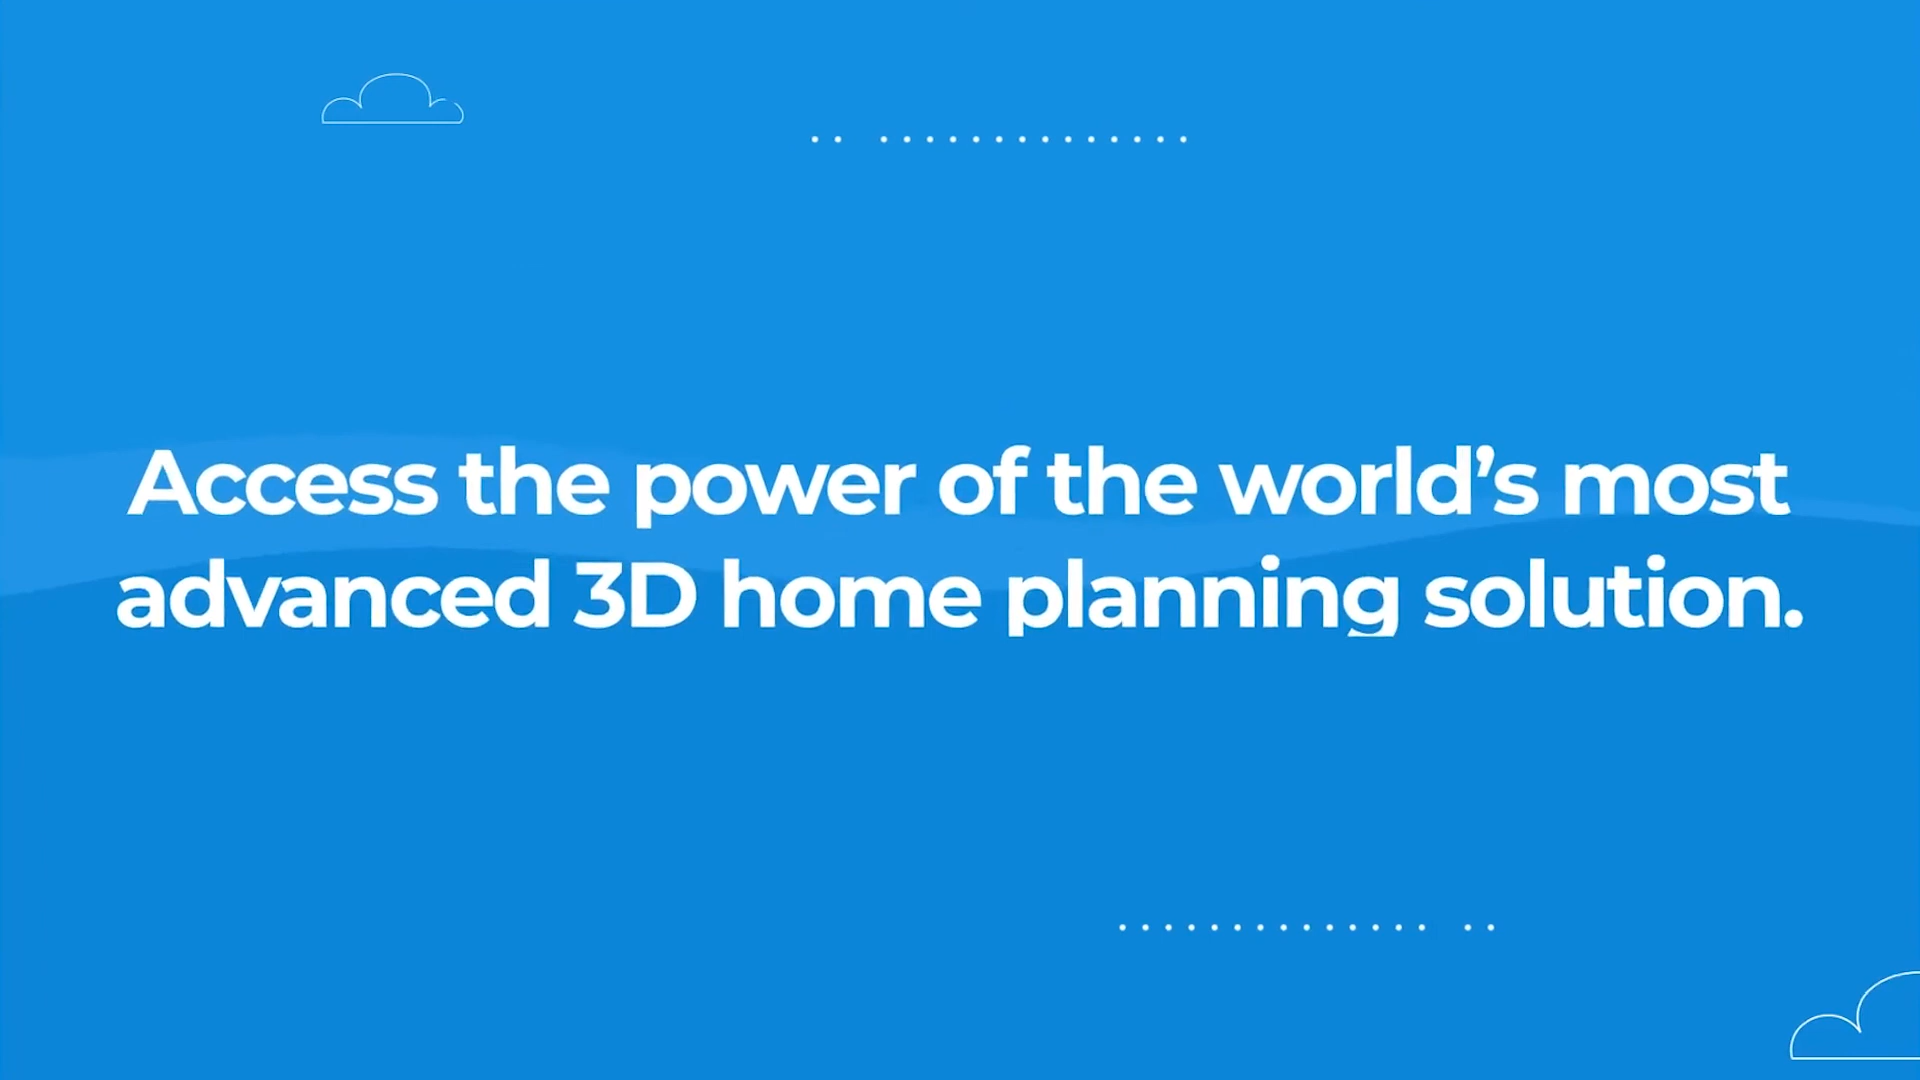 Access the power of the world’s most
advanced 3D home planning solution.